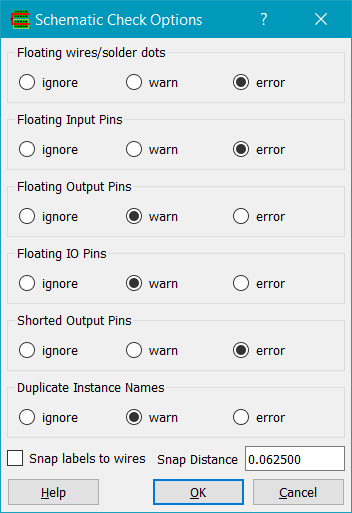 Schematic Check Options ?
Floating wires/solder dots
ignore warn error
Floating Input Pins
ignore warn error
Floating Output Pins
ignore warn error
Floating IO Pins
ignore warn error
Shorted Output Pins
ignore warn error
Duplicate Instance Names
ignore warn error
Snap labels to wires Snap Distance 0.062500
Help OK Cancel